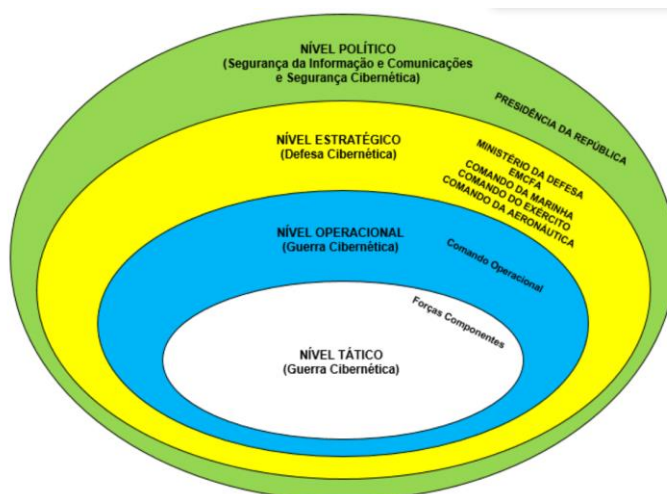 NÍVEL POLÍTICO
(Segurança da Informação e Comunicações
e Segurança Cibernética)
PRESIDÊNCIA DA REPÚBLICA
NÍVEL ESTRATÉGICO
(Defesa Cibernética)
MINISTÉRIO DA DEFESA
EMCFA
COMANDO DA MARINHA
COMANDO DO EXÉRCITO
COMANDO DA AERONÁUTICA
NÍVEL OPERACIONAL
(Guerra Cibernética)
Comando Operacional
Forças Componentes
NÍVEL TÁTICO
(Guerra Cibernética)